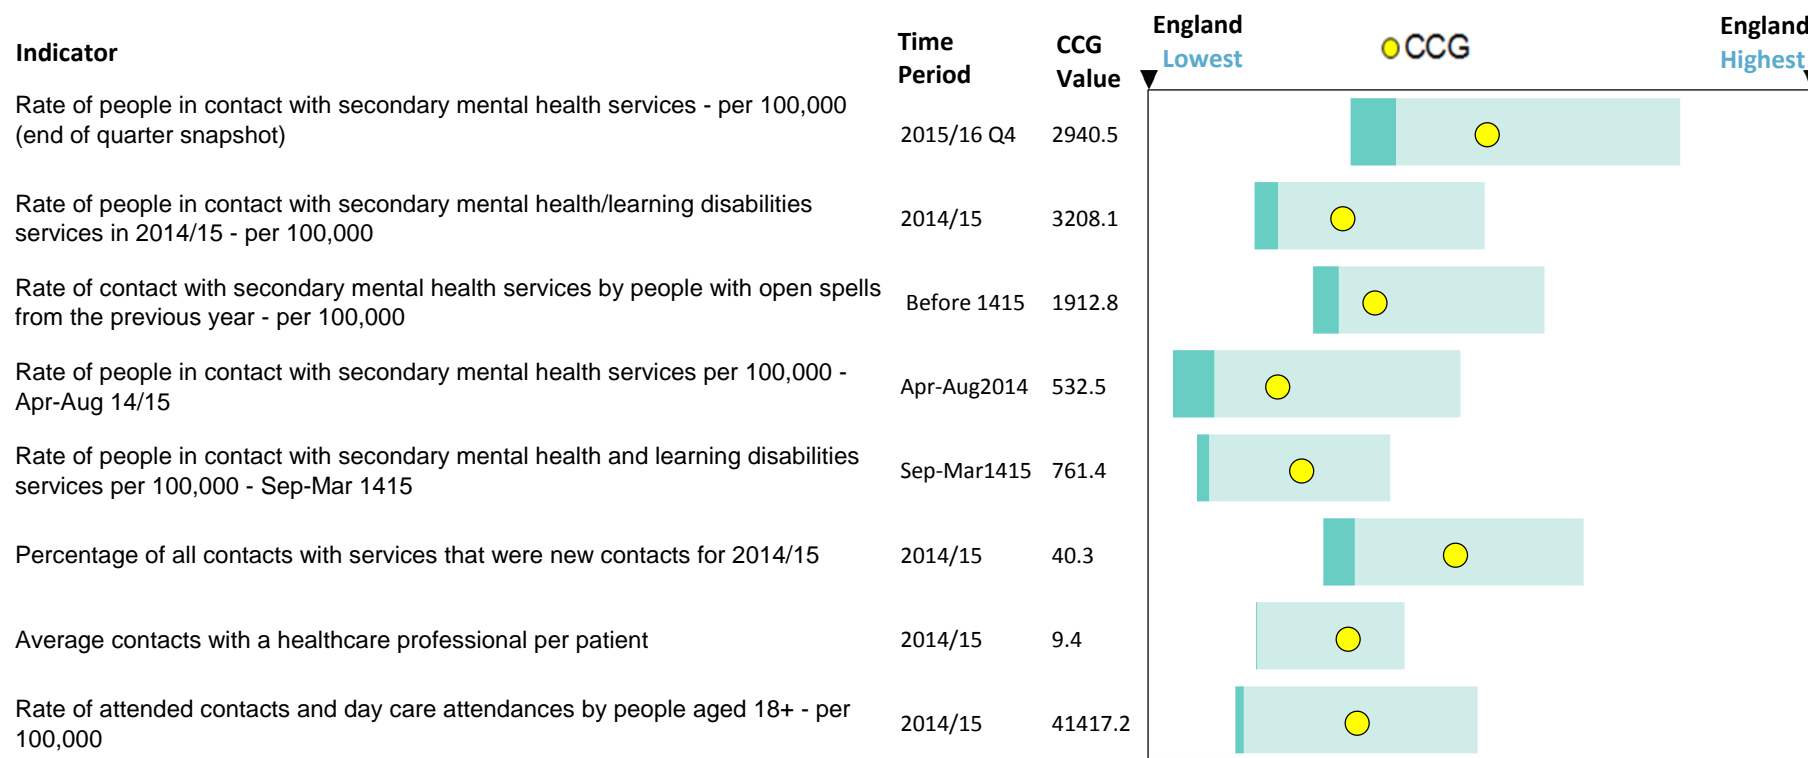 Indicator
Time Period
CCG Value
England Lowest
CCG
England Highest
Rate of people in contact with secondary mental health services - per 100,000
(end of quarter snapshot)
2015/16 Q4 2940.5
Rate of people in contact with secondary mental health/learning disabilities
services in 2014/15 - per 100,000
2014/15 3208.1
Rate of contact with secondary mental health services by people with open spells
from the previous year - per 100,000
Before 1415 1912.8
Rate of people in contact with secondary mental health services per 100,000 -
Apr-Aug 14/15
Apr-Aug2014 532.5
Rate of people in contact with secondary mental health and learning disabilities
services per 100,000 - Sep-Mar 1415
Sep-Mar1415 761.4
Percentage of all contacts with services that were new contacts for 2014/15 2014/15 40.3
Average contacts with a healthcare professional per patient 2014/15 9.4
Rate of attended contacts and day care attendances by people aged 18+ - per
100,000
2014/15 41417.2